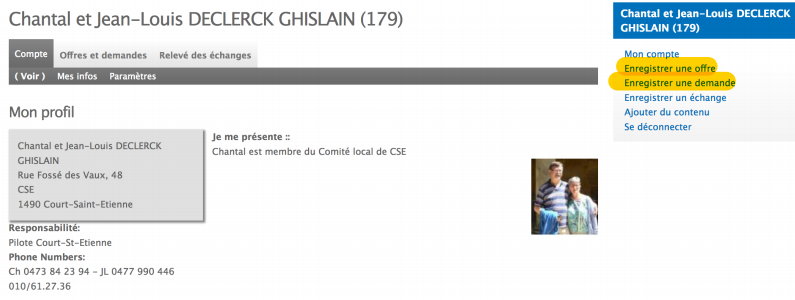 Chantal et Jean-Louis DECLERCK GHISLAIN (179)
Compte
Offres et demandes
Relevé des échanges
( Voir )
Mes infos
Paramètres
Mon profil
Chantal et Jean-Louis DECLERCK
GHISLAIN
Rue Fossé des Vaux, 48
CSE
1490 Court-Saint-Etienne
Je me présente ::
Chantal est membre du Comité local de CSE
Responsabilité:
Pilote Court-St-Etienne
Phone Numbers:
Ch 0473 84 23 94 - JL 0477 990 446
010/61.27.36
Chantal et Jean-Louis DECLERCK
GHISLAIN (179)
Mon compte
Enregistrer une offre
Enregistrer une demande
Enregistrer un échange
Ajouter du contenu
Se déconnecter